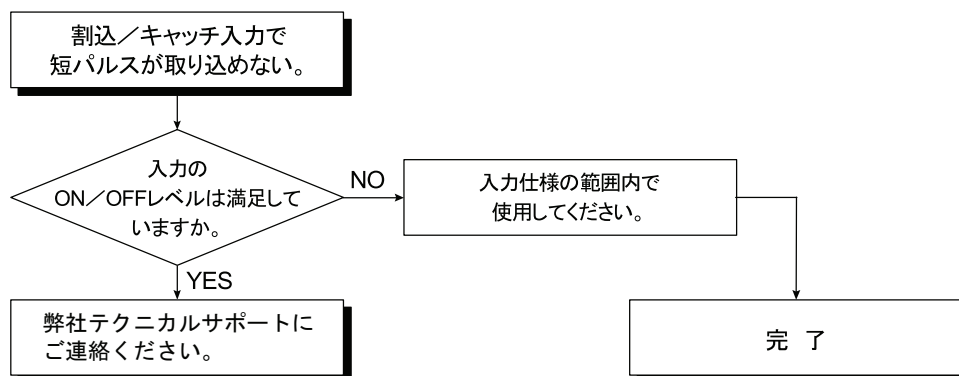 割込／キャッチ入力で
短パルスが取り込めない。
入力の
ON／OFFレベルは満足して
いますか。
NO
入力仕様の範囲内で
使用してください。
YES
弊社テクニカルサポートに
ご連絡ください。
完 了